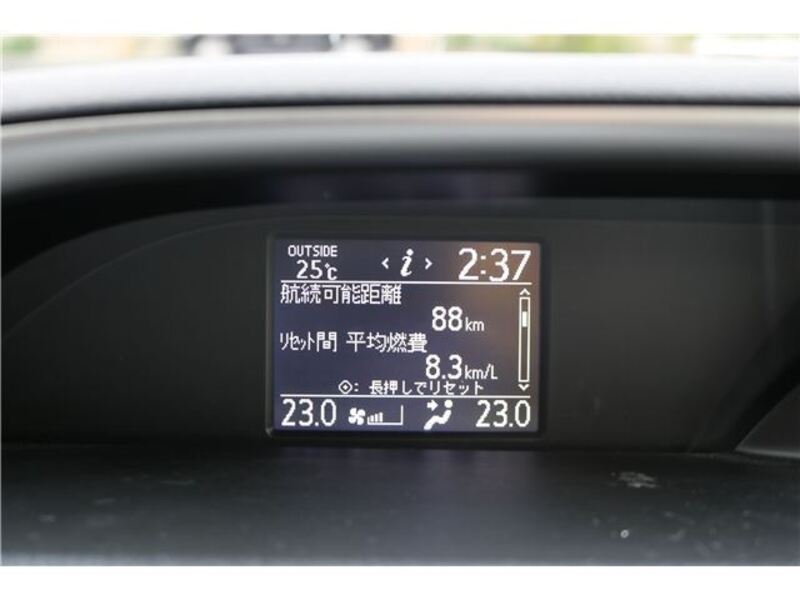 OUTSIDE
25℃
< i > 2:37
航続可能距離
88km
リセット間 平均燃費
8.3km/L
: 長押しでリセット
23.0 23.0